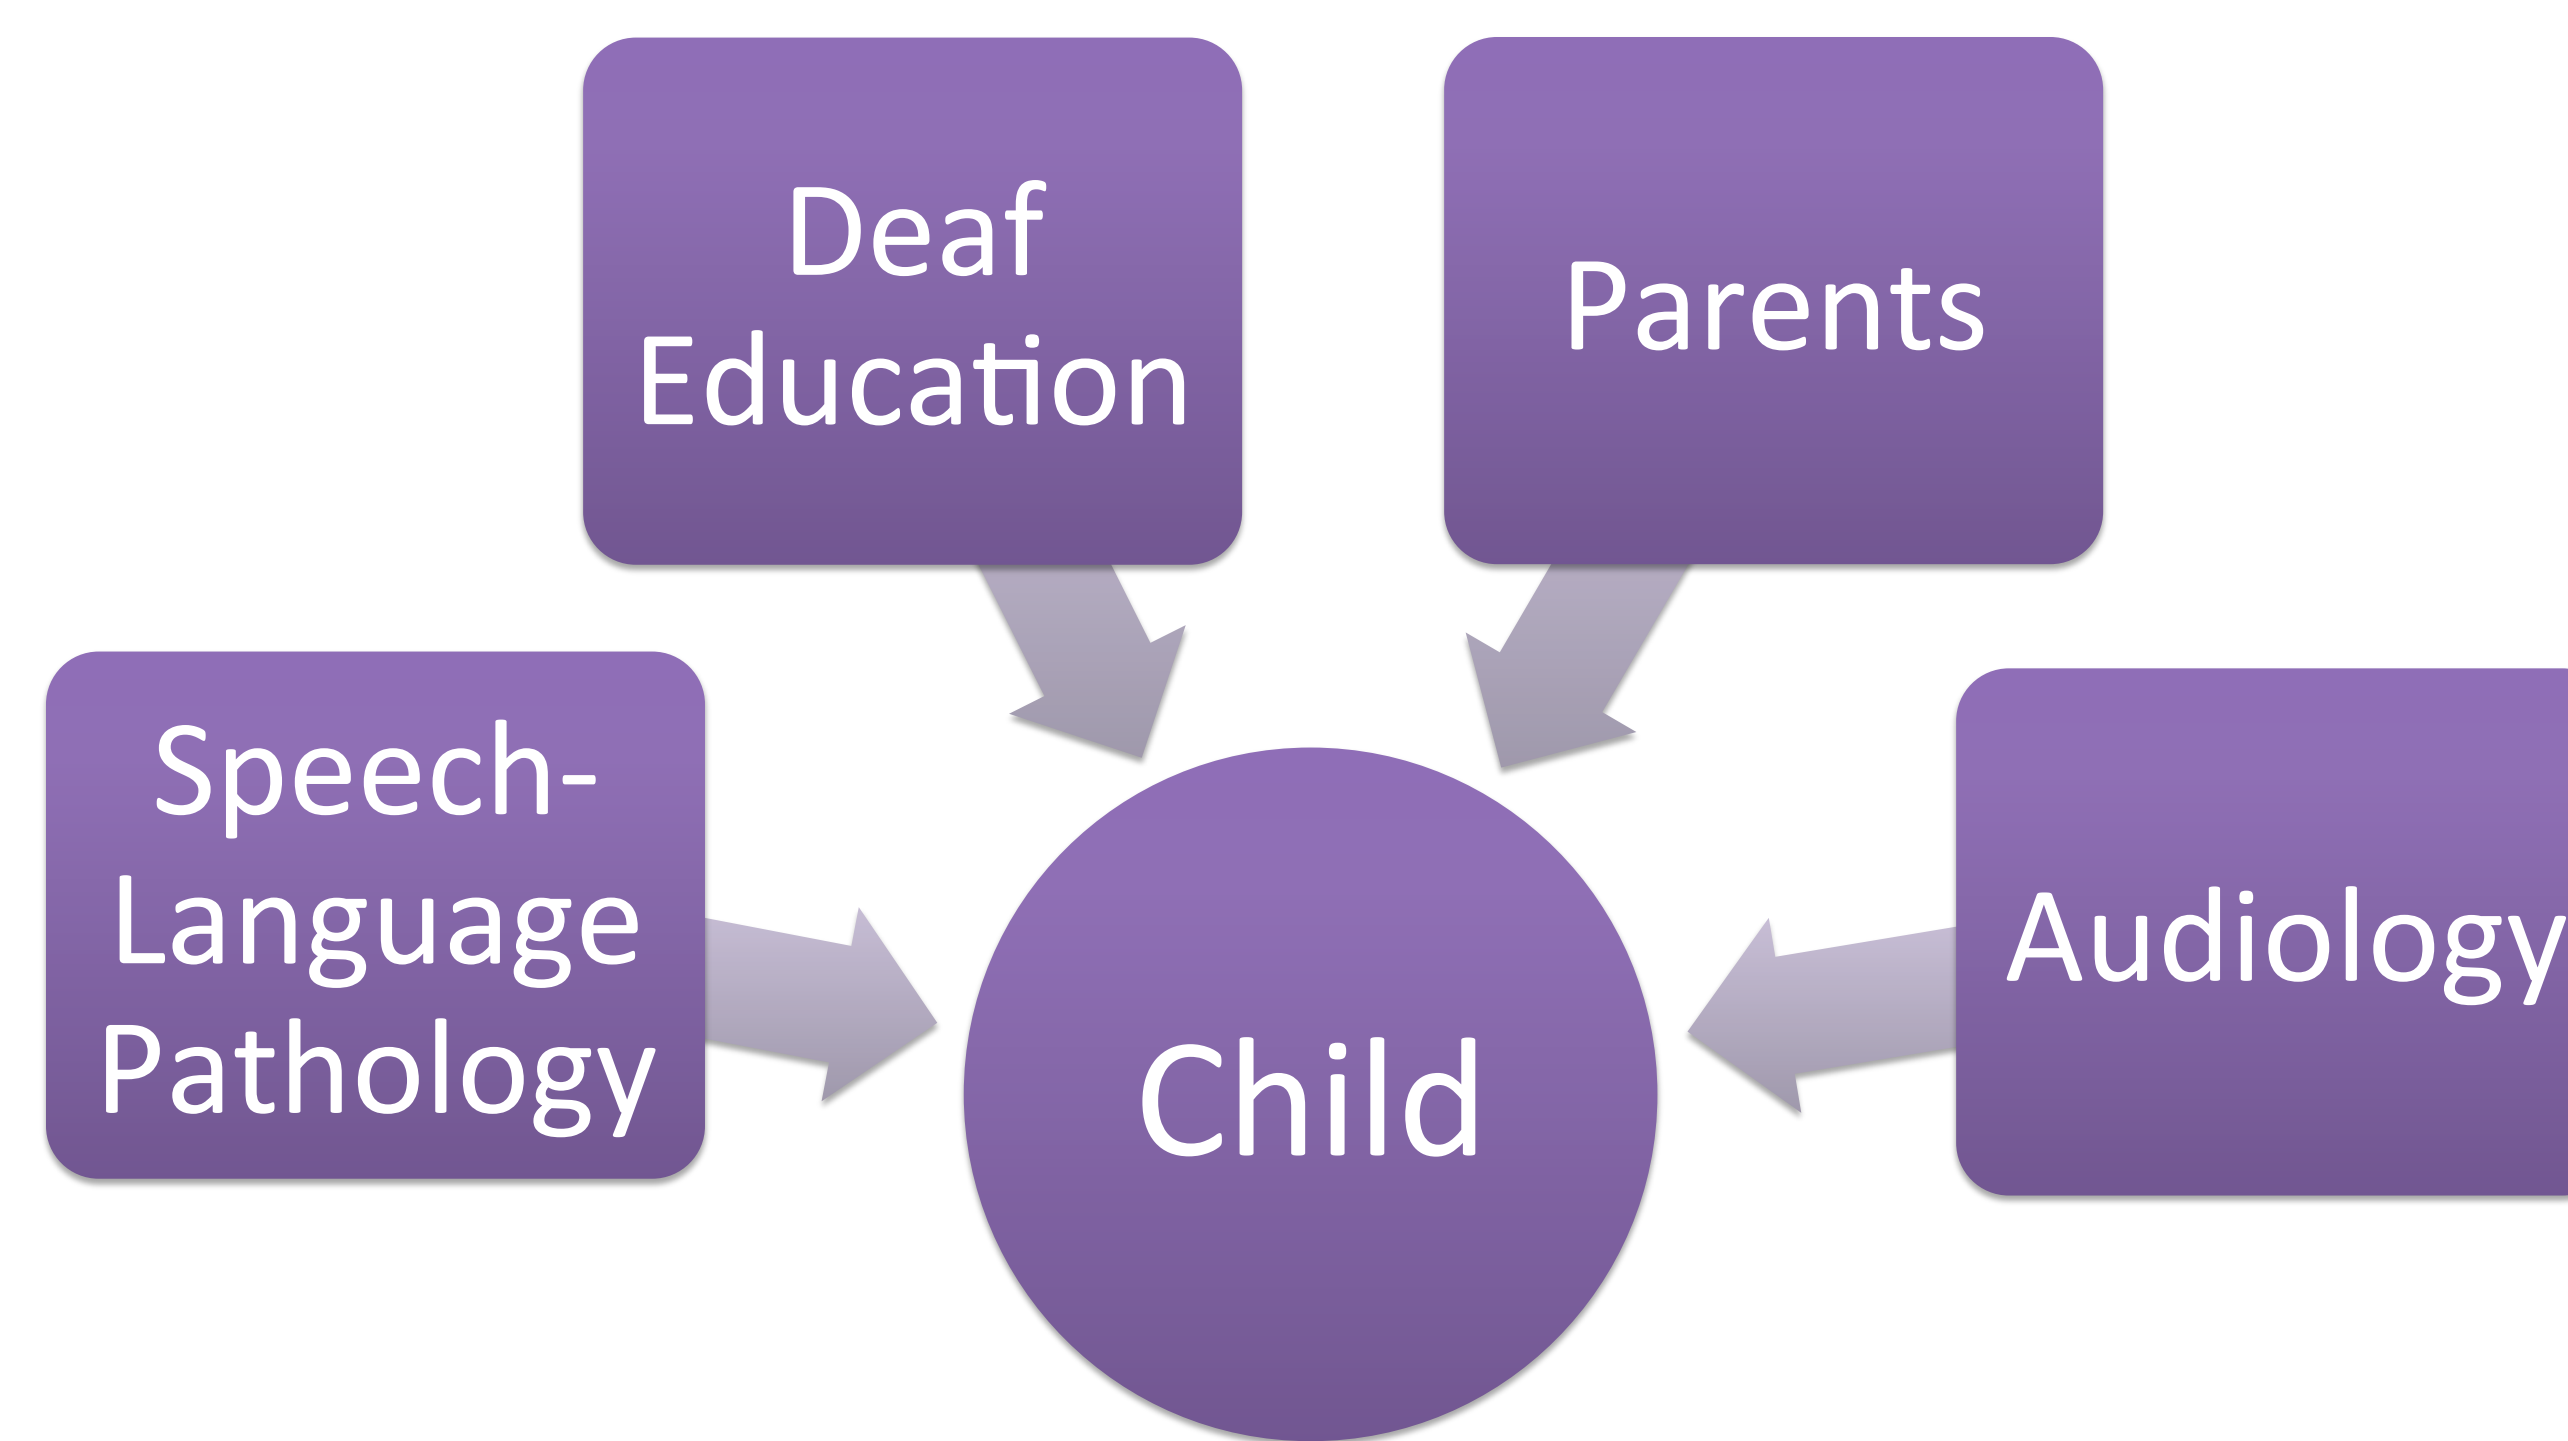 Deaf
Education
Parents
Speech-
Language
Pathology
Audiology
Child